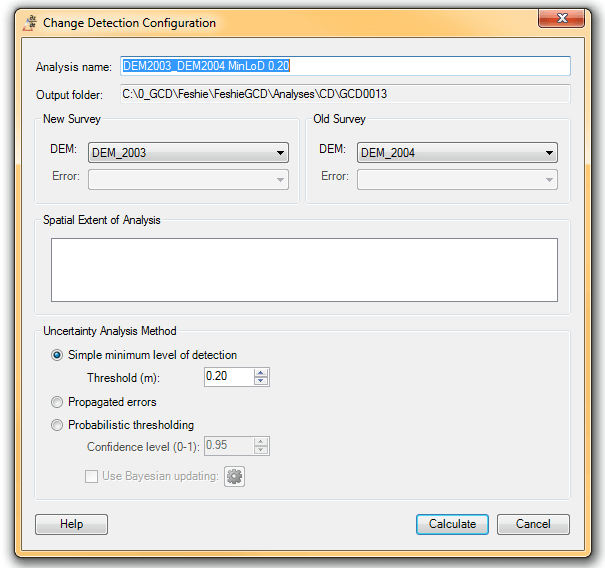 Change Detection Configuration
Analysis name: DEM2003_DEM2004 MinLoD 0.20
Output folder: C:\0_GCD\Feshie\FeshieGCD\Analyses\CD\GCD0013
New Survey
DEM: DEM_2003
Error:
Old Survey
DEM: DEM_2004
Error:
Spatial Extent of Analysis
Uncertainty Analysis Method
Simple minimum level of detection
Threshold (m): 0.20
Propagated errors
Probabilistic thresholding
Confidence level (0-1): 0.95
Use Bayesian updating:
Help Calculate Cancel